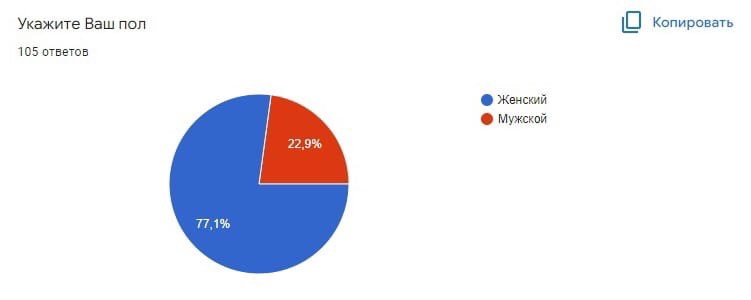 Укажите Ваш пол
Копировать
105 ответов
Женский
Мужской
22,9%
77,1%